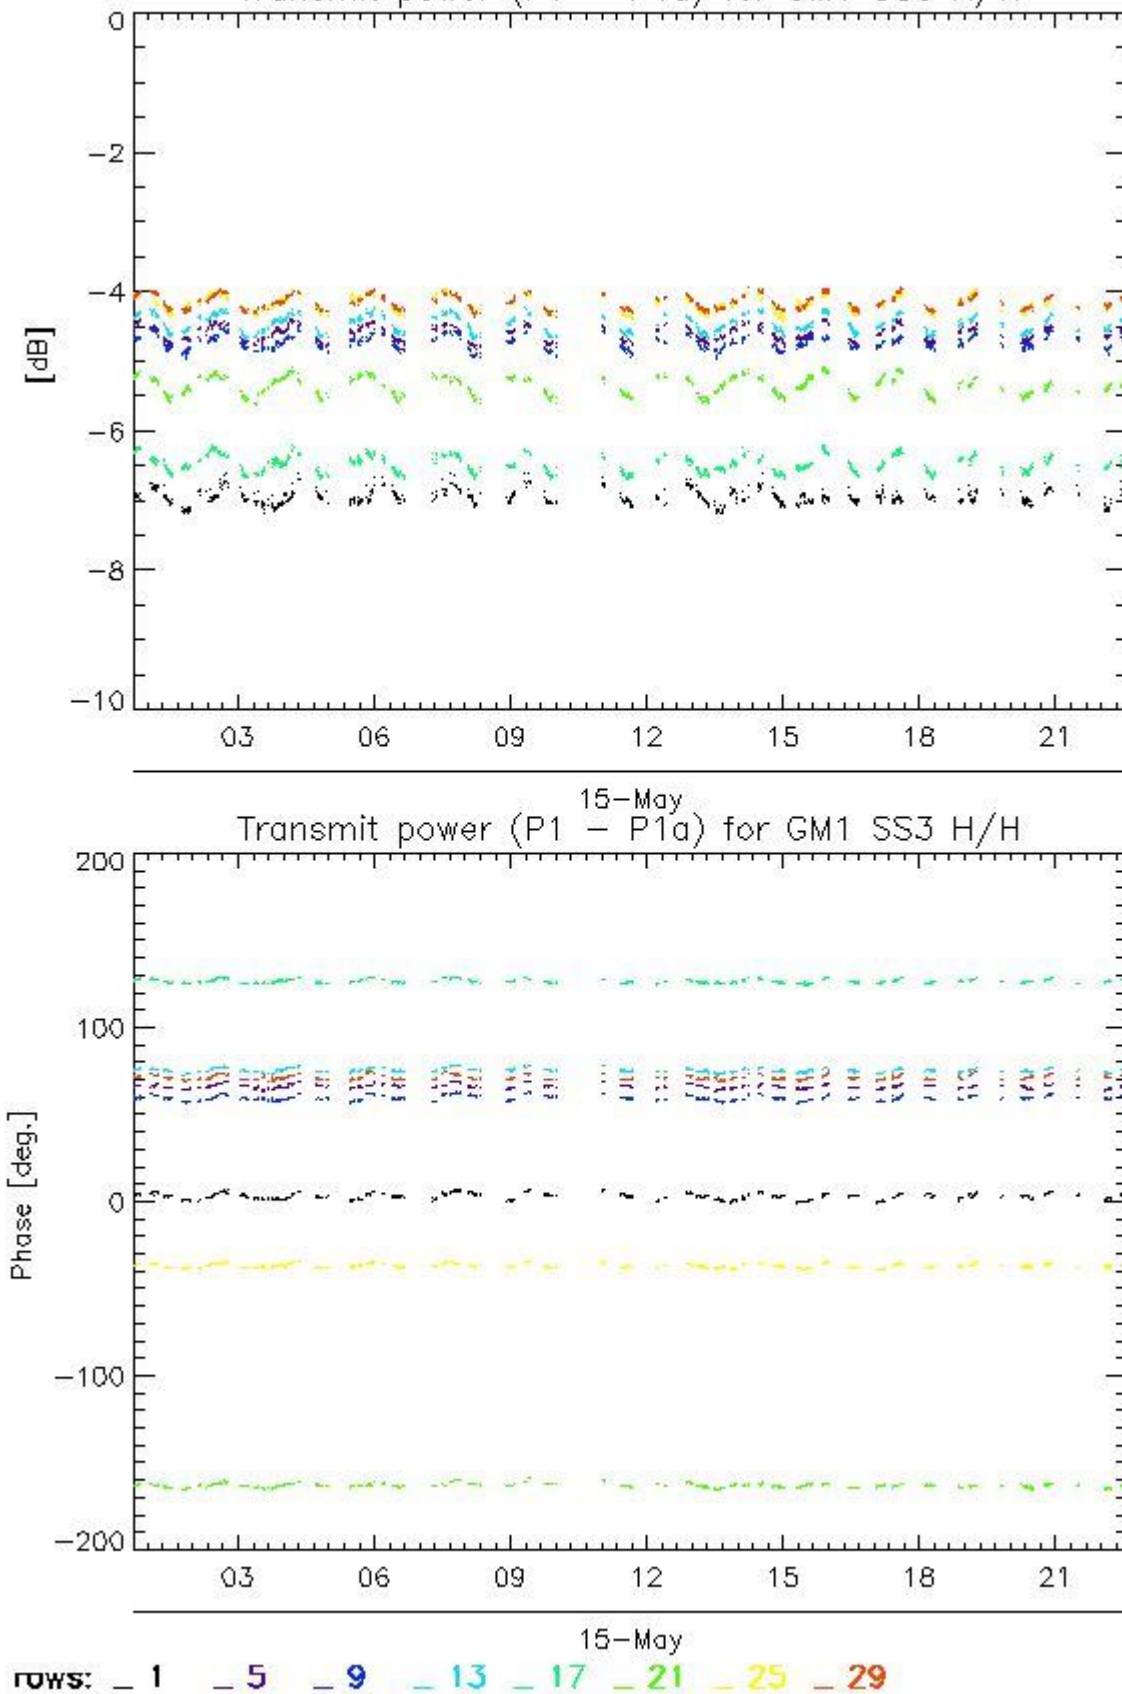 0
−2
−4
[dB]
−6
−8
−10
03 06 09 12 15 18 21
15−May
Transmit power (P1 − P1a) for GM1 SS3 H/H
200
100
Phase [deg.]
0
−100
−200
03 06 09 12 15 18 21
15−May
rows: _ 1 _ 5 _ 9 _ 13 _ 17 _ 21 _ 25 _ 29